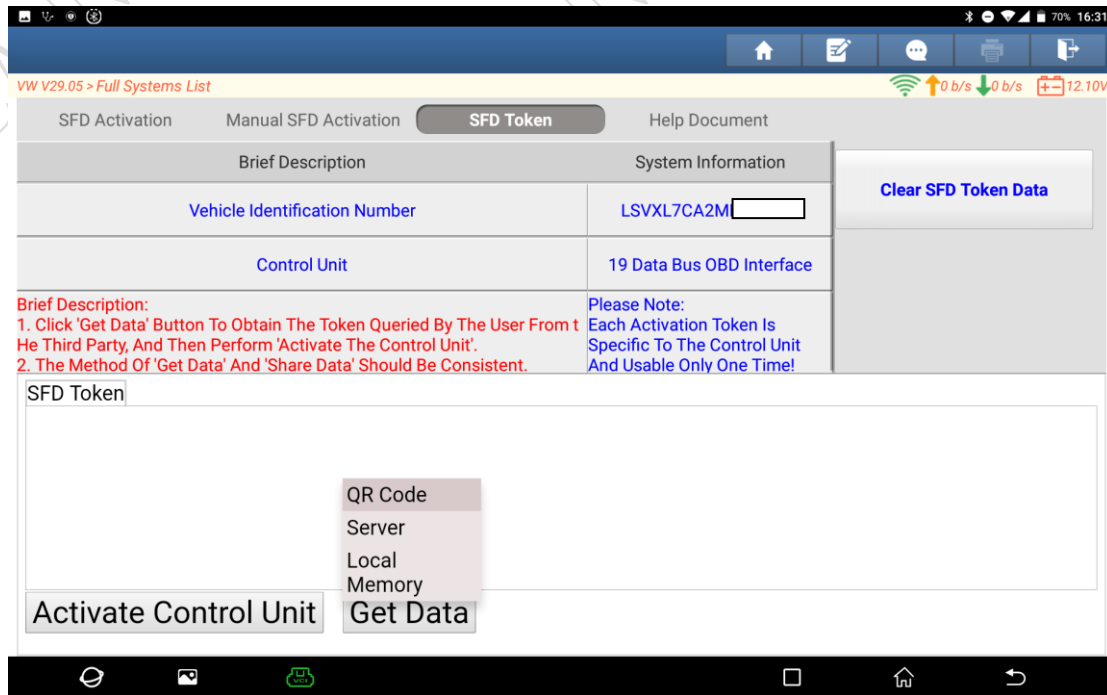 70% 16:31
VW V29.05 > Full Systems List
0 b/s 0 b/s 12.10V
SFD Activation Manual SFD Activation SFD Token Help Document
Brief Description System Information
Clear SFD Token Data
Vehicle Identification Number LSVXL7CA2M
Control Unit 19 Data Bus OBD Interface
Brief Description:
1. Click 'Get Data' Button To Obtain The Token Queried By The User From t
He Third Party, And Then Perform 'Activate The Control Unit'.
2. The Method Of 'Get Data' And 'Share Data' Should Be Consistent.
Please Note:
Each Activation Token Is
Specific To The Control Unit
And Usable Only One Time!
SFD Token
QR Code
Server
Local
Memory
Activate Control Unit Get Data
VCI